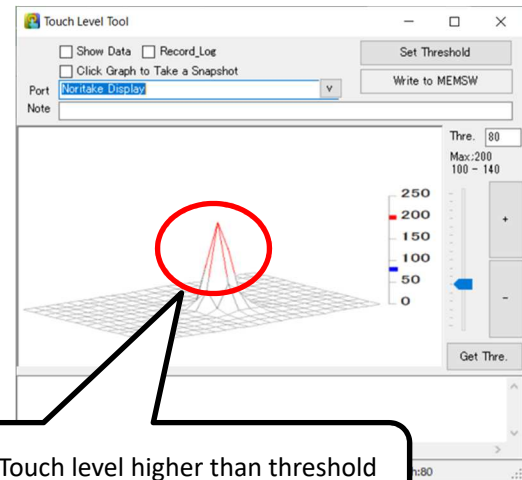 Touch Level Tool
Show Data Record_Log Set Threshold
Click Graph to Take a Snapshot Write to MEMSW
Port Noritake Display v
Note
Thre. 80
Max.:200
100 - 140
250
200
150
100
50
0
+
-
Get Thre.
Touch level higher than threshold
:80